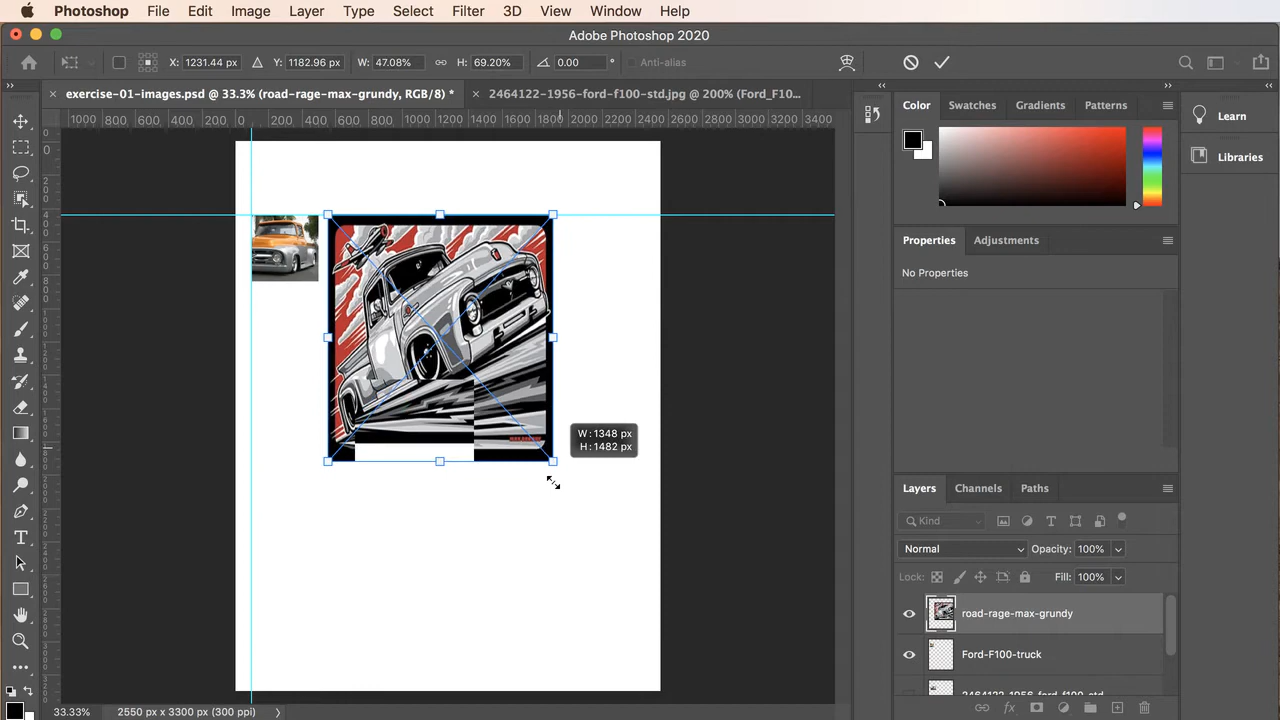 Photoshop File Edit Image Layer Type Select Filter 3D View Window Help
Adobe Photoshop 2020
X: 1231.44 px Y: 1182.96 px W: 47.08% H: 69.20% 0.00 ° Anti-alias
exercise-01-images.psd @ 33.3% (road-rage-max-grundy, RGB/8) * 2464122-1956-ford-f100-std.jpg @ 200% (Ford_F10...
1000 800 600 400 200 0 200 400 600 800 1000 1200 1400 1600 1800 2000 2200 2400 2600 2800 3000 3200 3400
Color Swatches Gradients Patterns
Learn
Libraries
Properties Adjustments
No Properties
W: 1348 px
H: 1482 px
Layers Channels Paths
Kind
Normal Opacity: 100%
Lock: Fill: 100%
road-rage-max-grundy
Ford-F100-truck
2464122-1956-ford-f100-std
33.33% 2550 px x 3300 px (300 ppi)